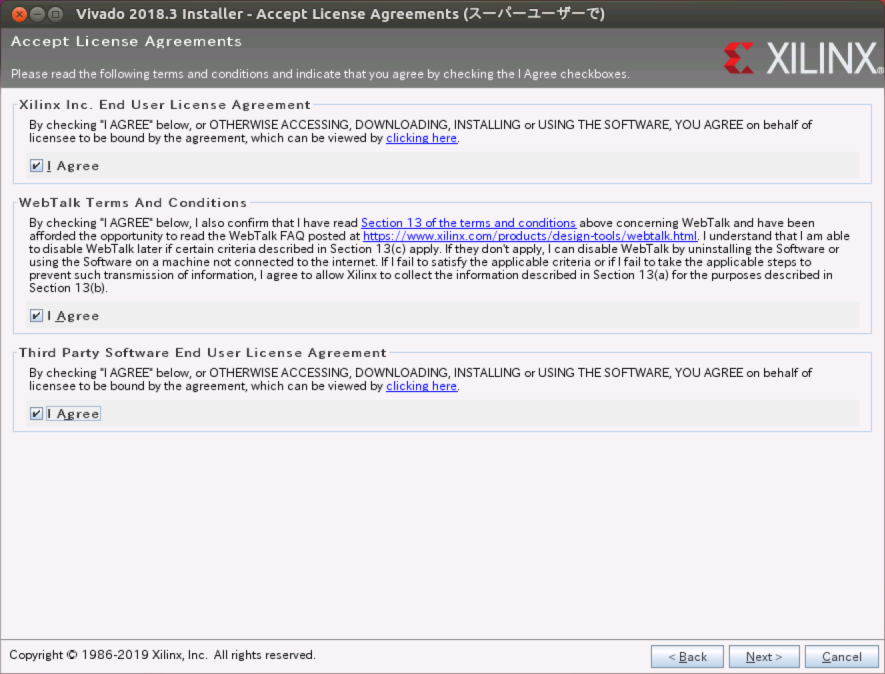 Vivado 2018.3 Installer - Accept License Agreements (スーパーユーザーで)
Accept License Agreements
Please read the following terms and conditions and indicate that you agree by checking the I Agree checkboxes.
XILINX®
Xilinx Inc. End User License Agreement
By checking "I AGREE" below, or OTHERWISE ACCESSING, DOWNLOADING, INSTALLING or USING THE SOFTWARE, YOU AGREE on behalf of
licensee to be bound by the agreement, which can be viewed by clicking here.
I Agree
WebTalk Terms And Conditions
By checking "I AGREE" below, I also confirm that I have read Section 13 of the terms and conditions above concerning WebTalk and have been
afforded the opportunity to read the WebTalk FAQ posted at https://www.xilinx.com/products/design-tools/webtalk.html. I understand that I am able
to disable WebTalk later if certain criteria described in Section 13(c) apply. If they don't apply, I can disable WebTalk by uninstalling the Software or
using the Software on a machine not connected to the internet. If I fail to satisfy the applicable criteria or if I fail to take the applicable steps to
prevent such transmission of information, I agree to allow Xilinx to collect the information described in Section 13(a) for the purposes described in
Section 13(b).
I Agree
Third Party Software End User License Agreement
By checking "I AGREE" below, or OTHERWISE ACCESSING, DOWNLOADING, INSTALLING or USING THE SOFTWARE, YOU AGREE on behalf of
licensee to be bound by the agreement, which can be viewed by clicking here.
I Agree
Copyright © 1986-2019 Xilinx, Inc. All rights reserved.
< Back
Next >
Cancel